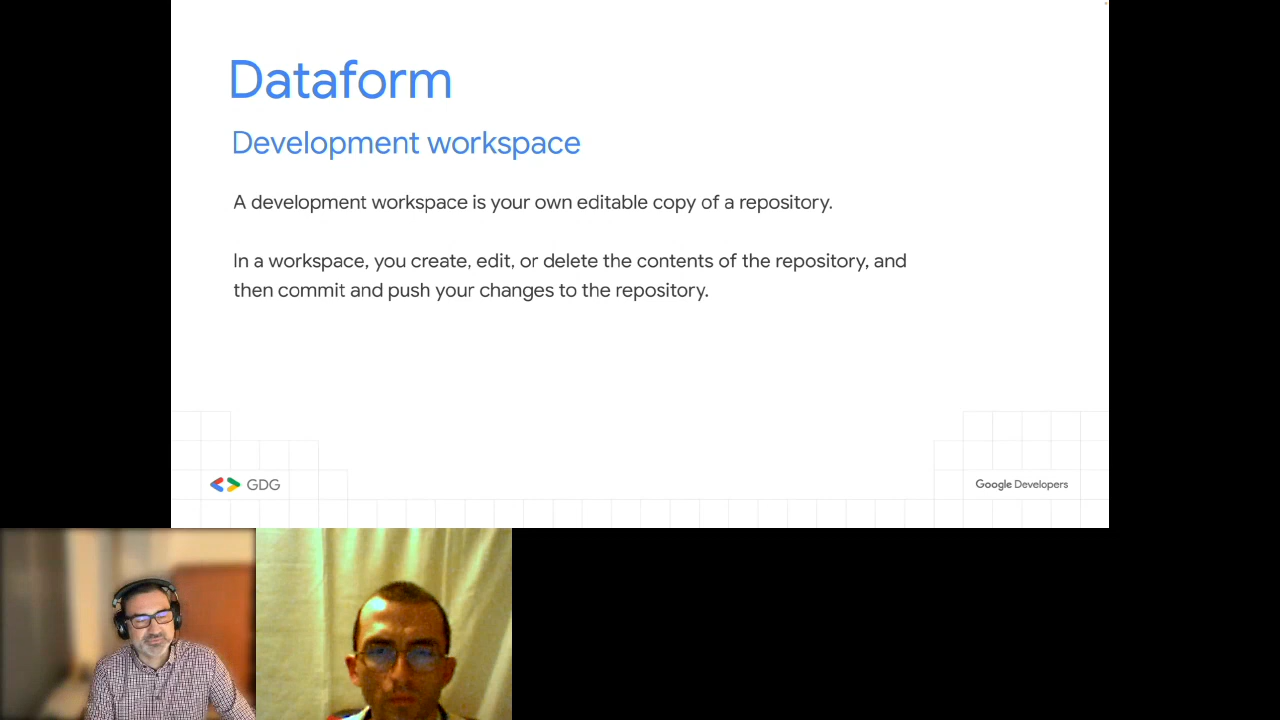 Dataform
Development workspace
A development workspace is your own editable copy of a repository.
In a workspace, you create, edit, or delete the contents of the repository, and
then commit and push your changes to the repository.
GDG
Google Developers